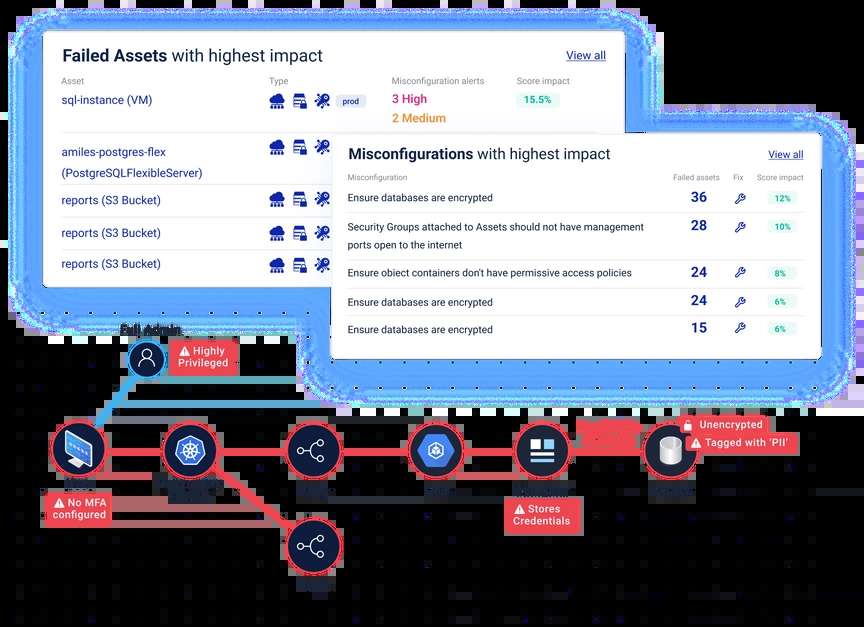 Failed Assets with highest impact
View all
Asset
Type
Misconfiguration alerts
Score impact
sql-instance (VM)
prod
3 High
15.5%
2 Medium
amiles-postgres-flex
(PostgreSQLFlexibleServer)
reports (S3 Bucket)
reports (S3 Bucket)
reports (S3 Bucket)
Misconfigurations with highest impact
View all
Misconfiguration
Failed assets
Fix
Score impact
Ensure databases are encrypted
36
12%
Security Groups attached to Assets should not have management
ports open to the internet
28
10%
Ensure object containers don't have permissive access policies
24
8%
Ensure databases are encrypted
24
6%
Ensure databases are encrypted
15
6%
Full Admin
Highly
Privileged
Unencrypted
Tagged with 'PII'
No MFA
configured
Stores
Credentials